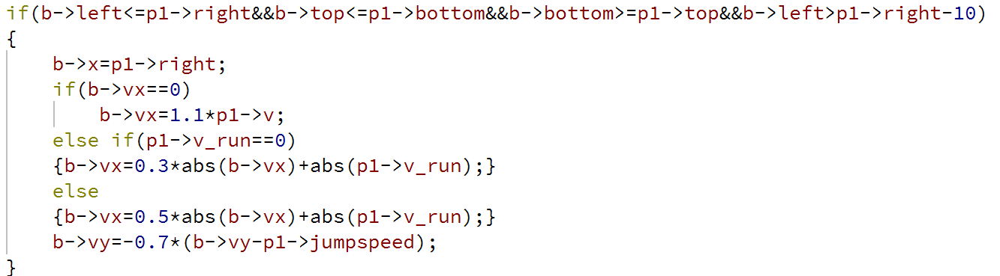 if(b->left<=p1->right&&b->top<=p1->bottom&&b->bottom>=p1->top&&b->left>p1->right-10)
{
    b->x=p1->right;
    if(b->vx==0)
        b->vx=1.1*p1->v;
    else if(p1->v_run==0)
    {b->vx=0.3*abs(b->vx)+abs(p1->v_run);}
    else
    {b->vx=0.5*abs(b->vx)+abs(p1->v_run);}
    b->vy=-0.7*(b->vy-p1->jumpspeed);
}